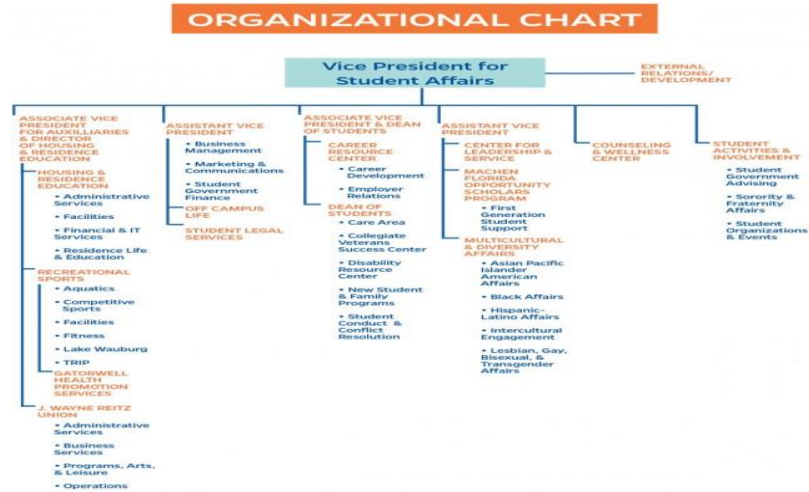 ORGANIZATIONAL CHART
Vice President for
Student Affairs
EXTERNAL
RELATIONS/
DEVELOPMENT
ASSOCIATE VICE
PRESIDENT
FOR AUXILLIARIES
& DIRECTOR
OF HOUSING
& RESIDENCE
EDUCATION
HOUSING &
RESIDENCE
EDUCATION
• Administrative
Services
• Facilities
• Financial & IT
Services
• Residence Life
& Education
RECREATIONAL
SPORTS
• Aquatics
• Competitive
Sports
• Facilities
• Fitness
• Lake Wauburg
• TRIP
GATORWELL
HEALTH
PROMOTION
SERVICES
J. WAYNE REITZ
UNION
• Administrative
Services
• Business
Services
• Programs, Arts,
& Leisure
• Operations
ASSISTANT VICE
PRESIDENT
• Business
Management
• Marketing &
Communications
• Student
Government
Finance
OFF CAMPUS
LIFE
STUDENT LEGAL
SERVICES
ASSOCIATE VICE
PRESIDENT & DEAN
OF STUDENTS
CAREER
RESOURCE
CENTER
• Career
Development
• Employer
Relations
DEAN OF
STUDENTS
• Care Area
• Collegiate
Veterans
Success Center
• Disability
Resource
Center
• New Student
& Family
Programs
• Student
Conduct &
Conflict
Resolution
ASSISTANT VICE
PRESIDENT
CENTER FOR
LEADERSHIP &
SERVICE
MACHEN
FLORIDA
OPPORTUNITY
SCHOLARS
PROGRAM
• First
Generation
Student
Support
MULTICULTURAL
& DIVERSITY
AFFAIRS
• Asian Pacific
Islander
American
Affairs
• Black Affairs
• Hispanic-
Latino Affairs
• Intercultural
Engagement
• Lesbian, Gay,
Bisexual, &
Transgender
Affairs
COUNSELING
& WELLNESS
CENTER
STUDENT
ACTIVITIES &
INVOLVEMENT
• Student
Government
Advising
• Sorority &
Fraternity
Affairs
• Student
Organizations
& Events